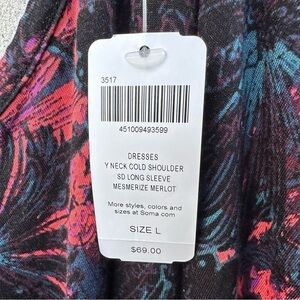 3517
451009493599
DRESSES
Y NECK COLD SHOULDER
SD LONG SLEEVE
MESMERIZE MERLOT
More styles, colors and
sizes at Soma.com
SIZE L
$69.00